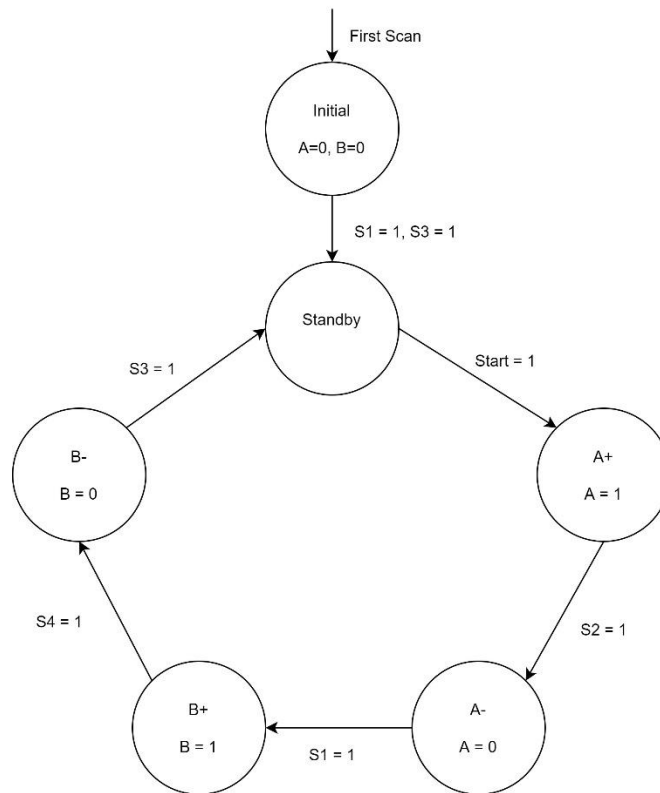 First Scan
Initial
A=0, B=0
S1 = 1, S3 = 1
Standby
Start = 1
S3 = 1
A+
A = 1
B-
B = 0
S2 = 1
S4 = 1
A-
A = 0
B+
B = 1
S1 = 1